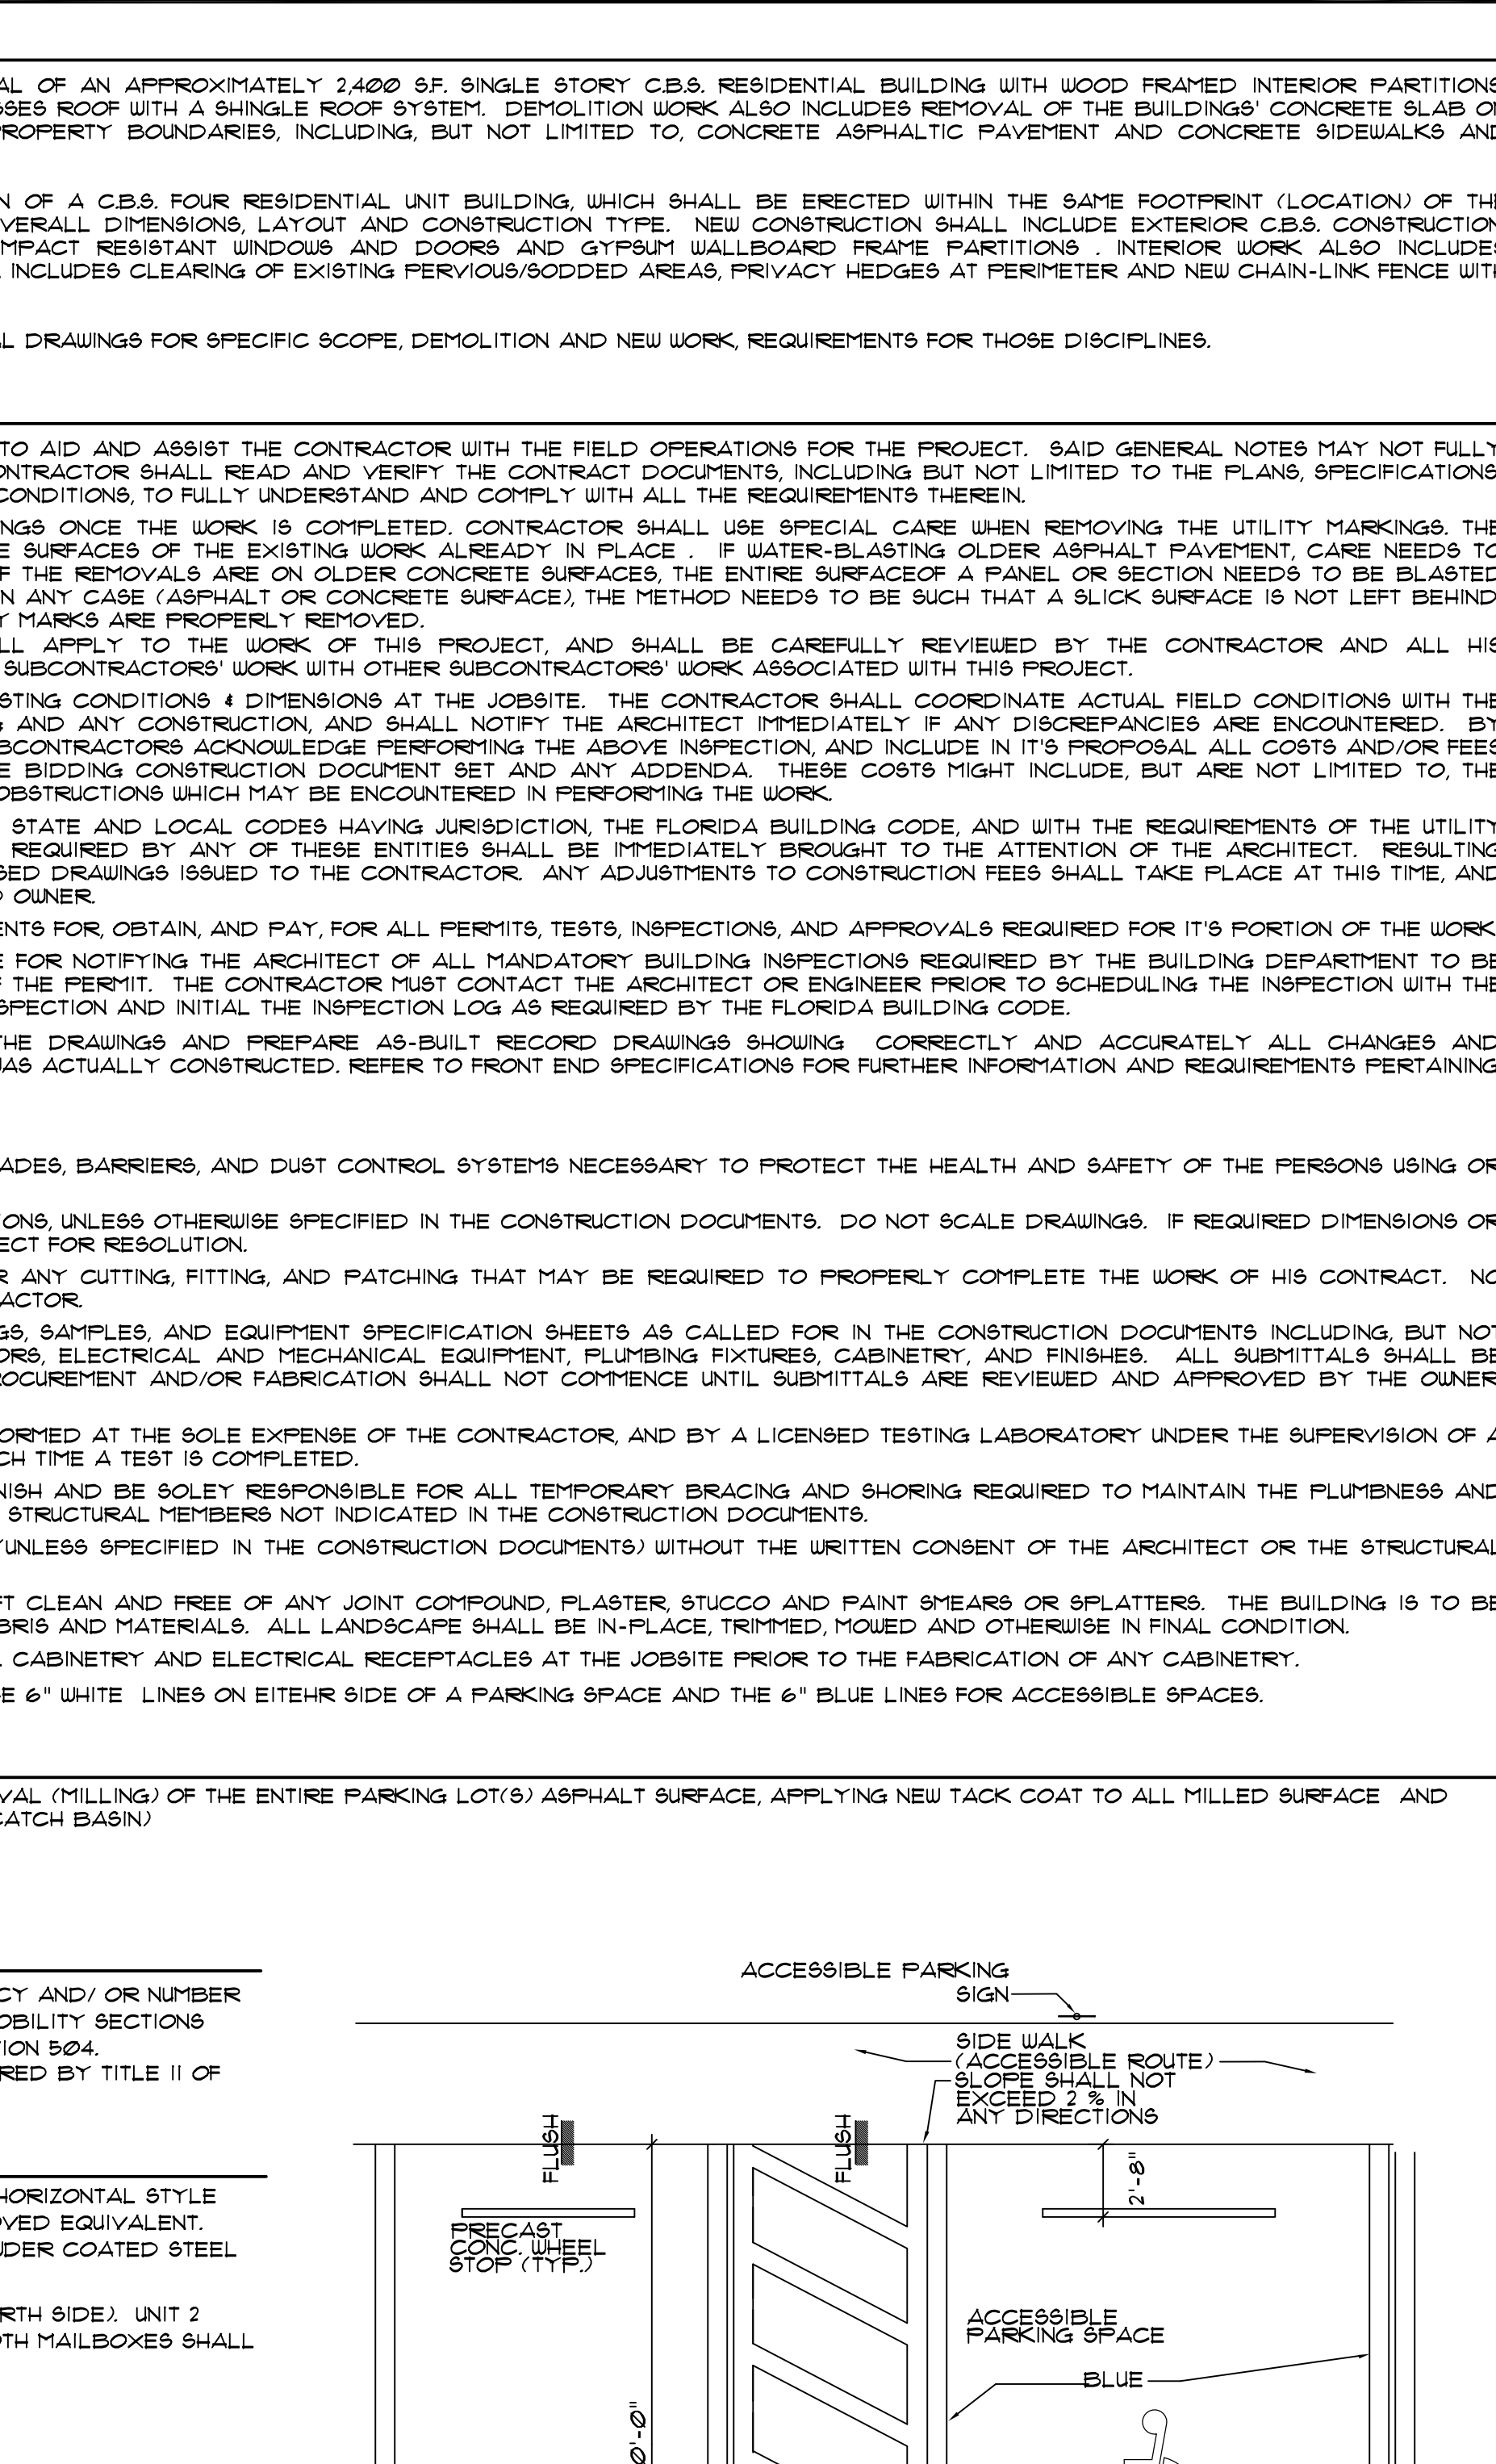 AL OF AN APPROXIMATELY 2,400 S.F. SINGLE STORY C.B.S. RESIDENTIAL BUILDING WITH WOOD FRAMED INTERIOR PARTITIONS
SSES ROOF WITH A SHINGLE ROOF SYSTEM. DEMOLITION WORK ALSO INCLUDES REMOVAL OF THE BUILDINGS' CONCRETE SLAB ON
PROPERTY BOUNDARIES, INCLUDING, BUT NOT LIMITED TO, CONCRETE ASPHALTIC PAVEMENT AND CONCRETE SIDEWALKS AND
N OF A C.B.S. FOUR RESIDENTIAL UNIT BUILDING, WHICH SHALL BE ERECTED WITHIN THE SAME FOOTPRINT (LOCATION) OF THE
VERALL DIMENSIONS, LAYOUT AND CONSTRUCTION TYPE. NEW CONSTRUCTION SHALL INCLUDE EXTERIOR C.B.S. CONSTRUCTION
MPACT RESISTANT WINDOWS AND DOORS AND GYPSUM WALLBOARD FRAME PARTITIONS . INTERIOR WORK ALSO INCLUDES
INCLUDES CLEARING OF EXISTING PERVIOUS/SODDED AREAS, PRIVACY HEDGES AT PERIMETER AND NEW CHAIN-LINK FENCE WITH
L DRAWINGS FOR SPECIFIC SCOPE, DEMOLITION AND NEW WORK, REQUIREMENTS FOR THOSE DISCIPLINES.
TO AID AND ASSIST THE CONTRACTOR WITH THE FIELD OPERATIONS FOR THE PROJECT. SAID GENERAL NOTES MAY NOT FULLY
ONTRACTOR SHALL READ AND VERIFY THE CONTRACT DOCUMENTS, INCLUDING BUT NOT LIMITED TO THE PLANS, SPECIFICATIONS
CONDITIONS, TO FULLY UNDERSTAND AND COMPLY WITH ALL THE REQUIREMENTS THEREIN.
NGS ONCE THE WORK IS COMPLETED. CONTRACTOR SHALL USE SPECIAL CARE WHEN REMOVING THE UTILITY MARKINGS. THE
E SURFACES OF THE EXISTING WORK ALREADY IN PLACE . IF WATER-BLASTING OLDER ASPHALT PAVEMENT, CARE NEEDS TO
F THE REMOVALS ARE ON OLDER CONCRETE SURFACES, THE ENTIRE SURFACEOF A PANEL OR SECTION NEEDS TO BE BLASTED
N ANY CASE (ASPHALT OR CONCRETE SURFACE), THE METHOD NEEDS TO BE SUCH THAT A SLICK SURFACE IS NOT LEFT BEHIND
Y MARKS ARE PROPERLY REMOVED.
LL APPLY TO THE WORK OF THIS PROJECT, AND SHALL BE CAREFULLY REVIEWED BY THE CONTRACTOR AND ALL HIS
SUBCONTRACTORS' WORK WITH OTHER SUBCONTRACTORS' WORK ASSOCIATED WITH THIS PROJECT.
STING CONDITIONS & DIMENSIONS AT THE JOBSITE. THE CONTRACTOR SHALL COORDINATE ACTUAL FIELD CONDITIONS WITH THE
G AND ANY CONSTRUCTION, AND SHALL NOTIFY THE ARCHITECT IMMEDIATELY IF ANY DISCREPANCIES ARE ENCOUNTERED. BY
BCONTRACTORS ACKNOWLEDGE PERFORMING THE ABOVE INSPECTION, AND INCLUDE IN IT'S PROPOSAL ALL COSTS AND/OR FEES
E BIDDING CONSTRUCTION DOCUMENT SET AND ANY ADDENDA. THESE COSTS MIGHT INCLUDE, BUT ARE NOT LIMITED TO, THE
OBSTRUCTIONS WHICH MAY BE ENCOUNTERED IN PERFORMING THE WORK.
STATE AND LOCAL CODES HAVING JURISDICTION, THE FLORIDA BUILDING CODE, AND WITH THE REQUIREMENTS OF THE UTILITY
REQUIRED BY ANY OF THESE ENTITIES SHALL BE IMMEDIATELY BROUGHT TO THE ATTENTION OF THE ARCHITECT. RESULTING
SED DRAWINGS ISSUED TO THE CONTRACTOR. ANY ADJUSTMENTS TO CONSTRUCTION FEES SHALL TAKE PLACE AT THIS TIME, AND
D OWNER.
ENTS FOR, OBTAIN, AND PAY, FOR ALL PERMITS, TESTS, INSPECTIONS, AND APPROVALS REQUIRED FOR IT'S PORTION OF THE WORK
E FOR NOTIFYING THE ARCHITECT OF ALL MANDATORY BUILDING INSPECTIONS REQUIRED BY THE BUILDING DEPARTMENT TO BE
F THE PERMIT. THE CONTRACTOR MUST CONTACT THE ARCHITECT OR ENGINEER PRIOR TO SCHEDULING THE INSPECTION WITH THE
SPECTION AND INITIAL THE INSPECTION LOG AS REQUIRED BY THE FLORIDA BUILDING CODE.
THE DRAWINGS AND PREPARE AS-BUILT RECORD DRAWINGS SHOWING CORRECTLY AND ACCURATELY ALL CHANGES AND
WAS ACTUALLY CONSTRUCTED. REFER TO FRONT END SPECIFICATIONS FOR FURTHER INFORMATION AND REQUIREMENTS PERTAINING
ADES, BARRIERS, AND DUST CONTROL SYSTEMS NECESSARY TO PROTECT THE HEALTH AND SAFETY OF THE PERSONS USING OR
IONS, UNLESS OTHERWISE SPECIFIED IN THE CONSTRUCTION DOCUMENTS. DO NOT SCALE DRAWINGS. IF REQUIRED DIMENSIONS OR
ECT FOR RESOLUTION.
R ANY CUTTING, FITTING, AND PATCHING THAT MAY BE REQUIRED TO PROPERLY COMPLETE THE WORK OF HIS CONTRACT. NO
ACTOR.
GS, SAMPLES, AND EQUIPMENT SPECIFICATION SHEETS AS CALLED FOR IN THE CONSTRUCTION DOCUMENTS INCLUDING, BUT NOT
ORS, ELECTRICAL AND MECHANICAL EQUIPMENT, PLUMBING FIXTURES, CABINETRY, AND FINISHES. ALL SUBMITTALS SHALL BE
ROCUREMENT AND/OR FABRICATION SHALL NOT COMMENCE UNTIL SUBMITTALS ARE REVIEWED AND APPROVED BY THE OWNER
ORMED AT THE SOLE EXPENSE OF THE CONTRACTOR, AND BY A LICENSED TESTING LABORATORY UNDER THE SUPERVISION OF A
CH TIME A TEST IS COMPLETED.
NISH AND BE SOLEY RESPONSIBLE FOR ALL TEMPORARY BRACING AND SHORING REQUIRED TO MAINTAIN THE PLUMBNESS AND
STRUCTURAL MEMBERS NOT INDICATED IN THE CONSTRUCTION DOCUMENTS.
(UNLESS SPECIFIED IN THE CONSTRUCTION DOCUMENTS) WITHOUT THE WRITTEN CONSENT OF THE ARCHITECT OR THE STRUCTURAL
FT CLEAN AND FREE OF ANY JOINT COMPOUND, PLASTER, STUCCO AND PAINT SMEARS OR SPLATTERS. THE BUILDING IS TO BE
BRIS AND MATERIALS. ALL LANDSCAPE SHALL BE IN-PLACE, TRIMMED, MOWED AND OTHERWISE IN FINAL CONDITION.
L CABINETRY AND ELECTRICAL RECEPTACLES AT THE JOBSITE PRIOR TO THE FABRICATION OF ANY CABINETRY.
E 6" WHITE LINES ON EITEHR SIDE OF A PARKING SPACE AND THE 6" BLUE LINES FOR ACCESSIBLE SPACES.
VAL (MILLING) OF THE ENTIRE PARKING LOT(S) ASPHALT SURFACE, APPLYING NEW TACK COAT TO ALL MILLED SURFACE AND
CATCH BASIN)
CY AND/ OR NUMBER
OBILITY SECTIONS
TION 504.
RED BY TITLE II OF
HORIZONTAL STYLE
OVED EQUIVALENT.
WDER COATED STEEL
RTH SIDE). UNIT 2
OTH MAILBOXES SHALL
ACCESSIBLE PARKING
SIGN
SIDE WALK
(ACCESSIBLE ROUTE)
SLOPE SHALL NOT
EXCEED 2 % IN
ANY DIRECTIONS
FLUSH
FLUSH
2'-8"
PRECAST
CONC. WHEEL
STOP (TYP.)
ACCESSIBLE
PARKING SPACE
BLUE
0'-0"